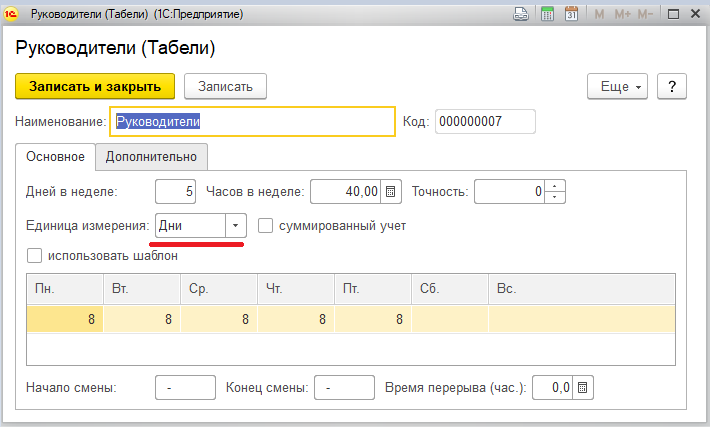 Руководители (Табели) (1С:Предприятие)
M M+ M-
Руководители (Табели)
Записать и закрыть Записать Еще ?
Наименование: Руководители Код: 000000007
Основное Дополнительно
Дней в неделе: 5 Часов в неделе: 40,00 Точность: 0
Единица измерения: Дни суммированный учет
использовать шаблон
Пн. Вт. Ср. Чт. Пт. Сб. Вс.
8 8 8 8 8
Начало смены: - Конец смены: - Время перерыва (час.): 0,0